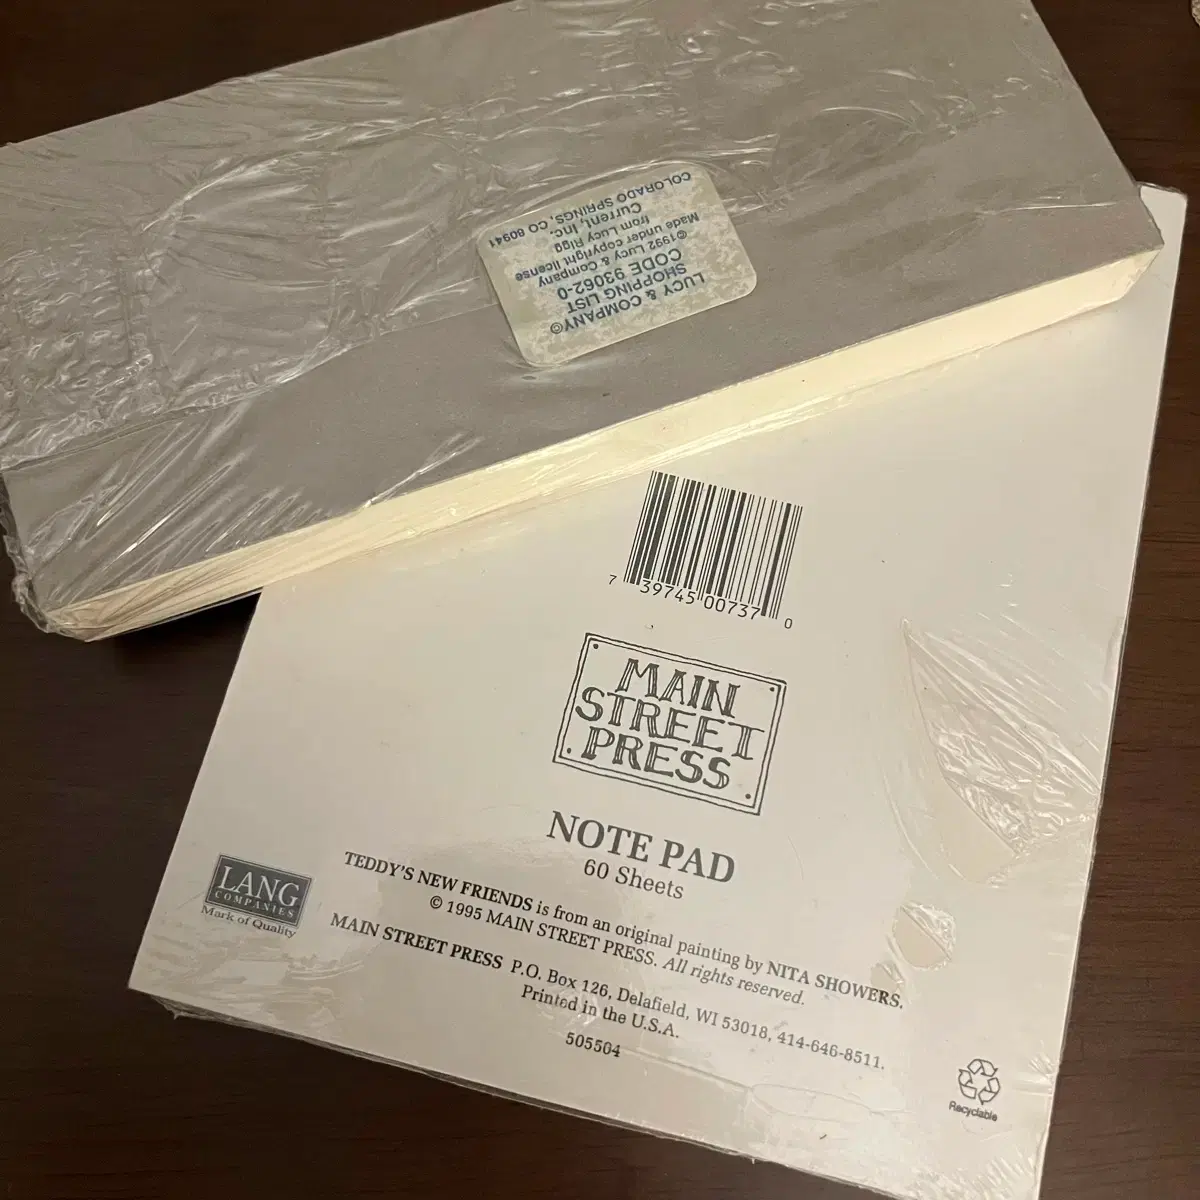 LUCY & COMPANY©
SHOPPING LIST
CODE 93062-0
©1992 Lucy & Company
Made under copyright license
from Lucy Rigg
Current, Inc.
COLORADO SPRINGS, CO 80941
7 39745 00737 0
MAIN
STREET
PRESS
NOTE PAD
60 Sheets
LANG
COMPANIES
Mark of Quality
TEDDY'S NEW FRIENDS is from an original painting by NITA SHOWERS.
© 1995 MAIN STREET PRESS. All rights reserved.
MAIN STREET PRESS P.O. Box 126, Delafield, WI 53018, 414-646-8511.
Printed in the U.S.A.
505504
Recyclable